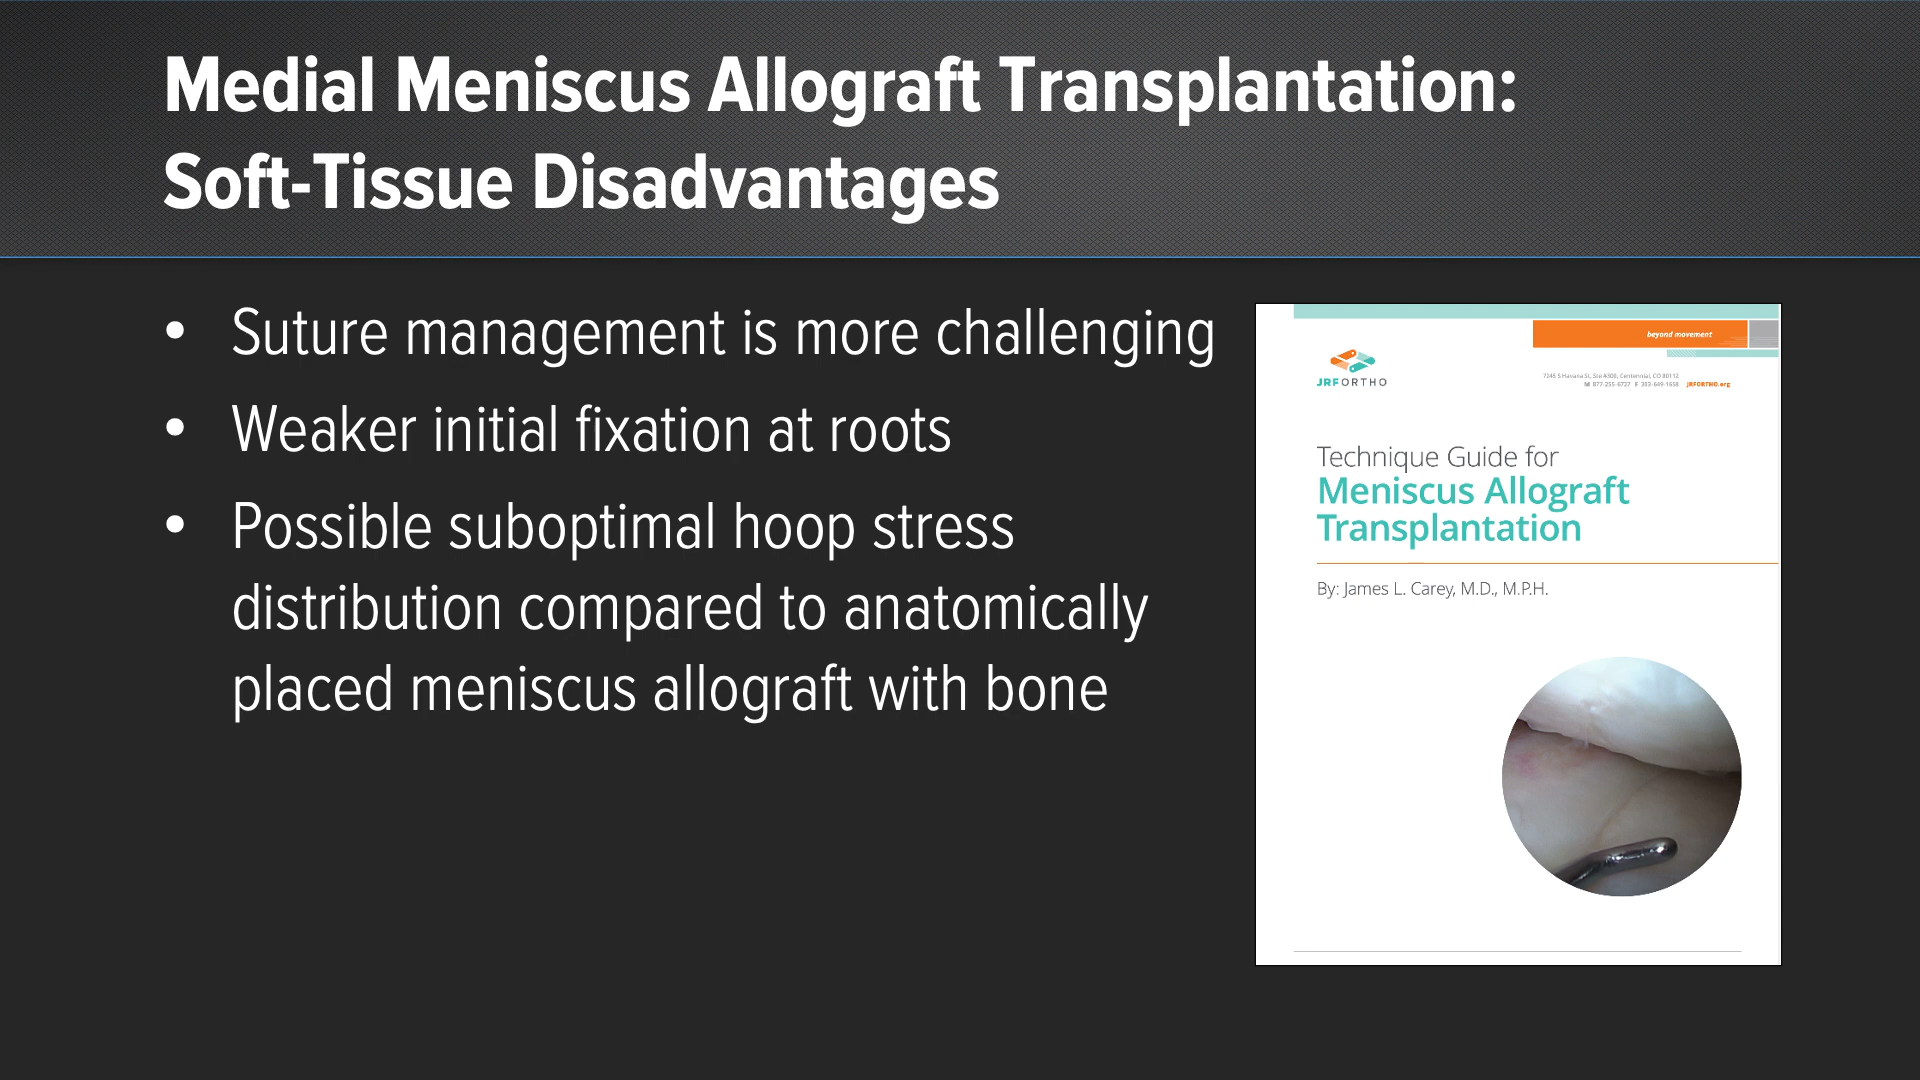 Medial Meniscus Allograft Transplantation:
Soft-Tissue Disadvantages
• Suture management is more challenging
• Weaker initial fixation at roots
• Possible suboptimal hoop stress
distribution compared to anatomically
placed meniscus allograft with bone
beyond movement
JRFORTHO
7245 S Havana St, Ste #300, Centennial, CO 80112
M 877-255-6727 F 303-649-1658 JRFORTHO.org
Technique Guide for
Meniscus Allograft
Transplantation
By: James L. Carey, M.D., M.P.H.